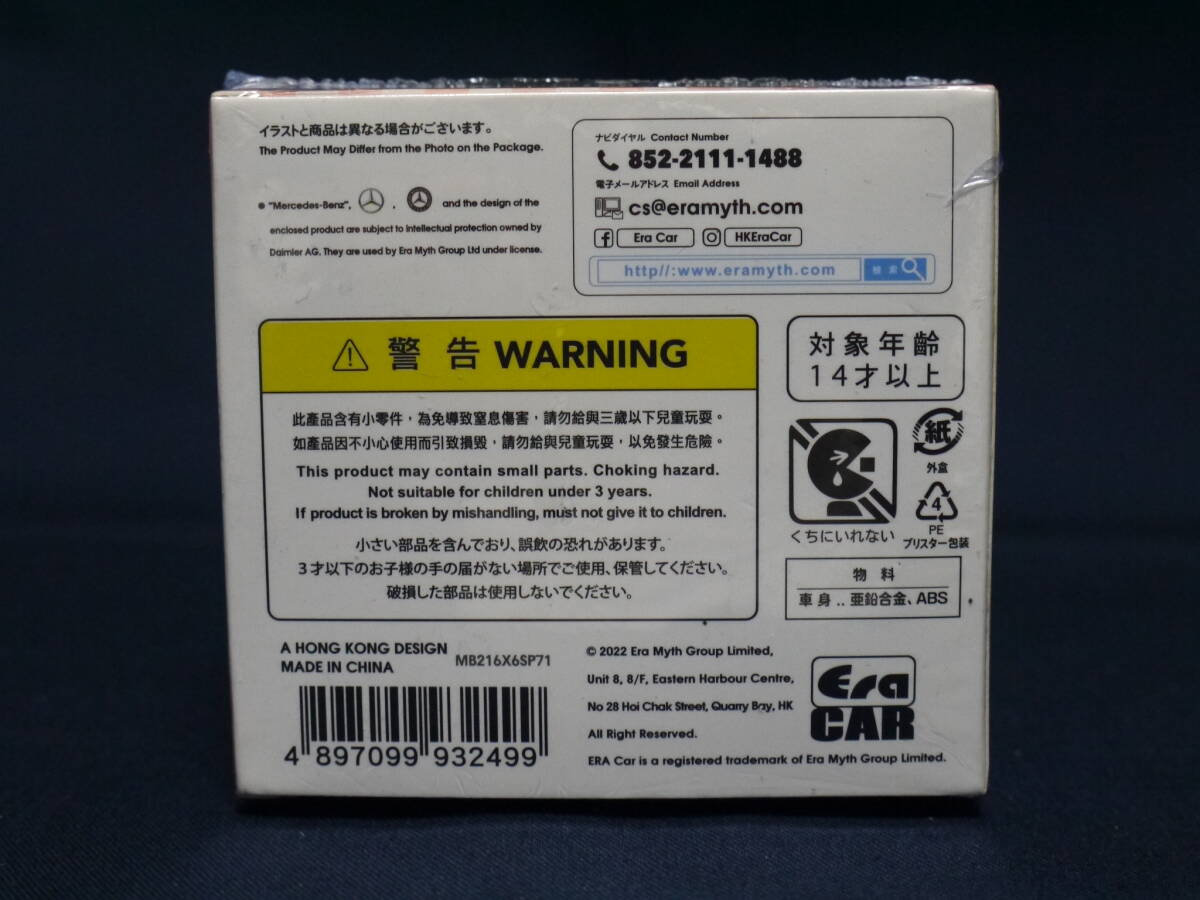 イラストと商品は異なる場合がございます。
The Product May Differ from the Photo on the Package.
● "Mercedes-Benz", , and the design of the
enclosed product are subject to intellectual protection owned by
Daimler AG. They are used by Era Myth Group Ltd under license.
ナビダイヤル Contact Number
852-2111-1488
電子メールアドレス Email Address
cs@eramyth.com
f Era Car HKEraCar
http//:www.eramyth.com 検索
警告 WARNING
此產品含有小零件，為免導致窒息傷害，請勿給與三歲以下兒童玩耍。
如產品因不小心使用而引致損毀，請勿給與兒童玩耍，以免發生危險。
This product may contain small parts. Choking hazard.
Not suitable for children under 3 years.
If product is broken by mishandling, must not give it to children.
小さい部品を含んでおり、誤飲の恐れがあります。
3才以下のお子様の手の届がない場所でご使用、保管してください。
破損した部品は使用しないでください。
対象年齢
14才以上
くちにいれない
紙
外盒
4
PE
ブリスター包装
物料
車身‥亜鉛合金、ABS
A HONG KONG DESIGN
MADE IN CHINA
MB216X6SP71
4 897099 932499
© 2022 Era Myth Group Limited,
Unit 8, 8/F, Eastern Harbour Centre,
No 28 Hoi Chak Street, Quarry Bay, HK
All Right Reserved.
ERA Car is a registered trademark of Era Myth Group Limited.
Era
CAR